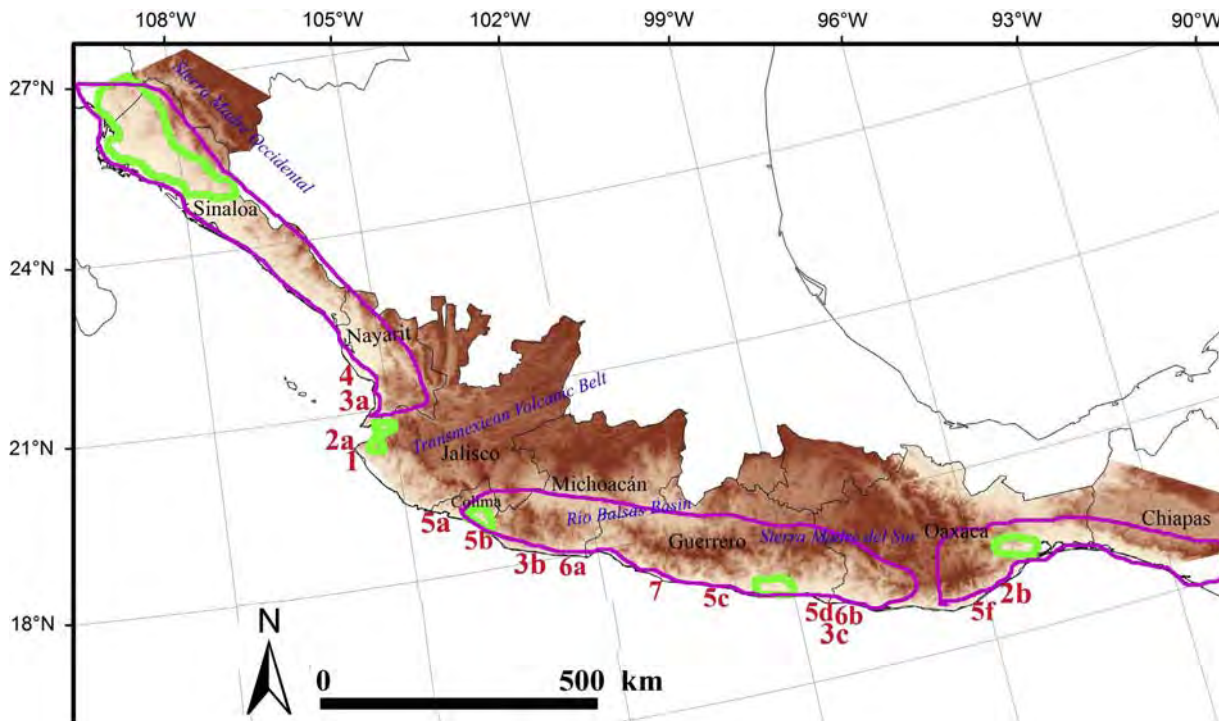 108°W 105°W 102°W 99°W 96°W 93°W 90°W
27°N
Sierra Madre Occidental
Sinaloa
24°N
Nayarit
4
3a
Transmexican Volcanic Belt
21°N
2a
Jalisco
1
Michoacán
Colima
Río Balsas Basin
Chiapas
5a
Oaxaca
Guerrero
Sierra Madre del Sur
5b
3b
6a
7
5c
2b
5f
5d
6b
18°N
3c
N
0 500 km